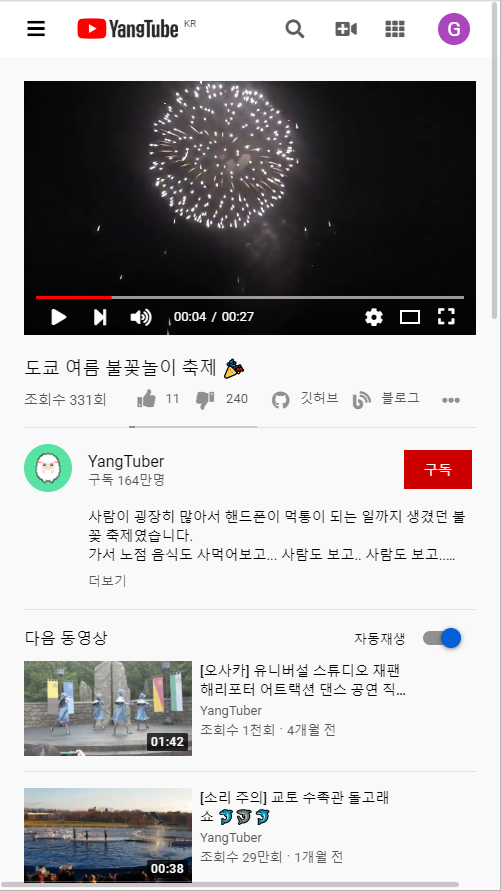 YangTube KR
G
00:04 / 00:27
도쿄 여름 불꽃놀이 축제 🎉
조회수 331회 11 240 깃허브 블로그
YangTuber
구독 164만명
구독
사람이 굉장히 많아서 핸드폰이 먹통이 되는 일까지 생겼던 불
꽃 축제였습니다.
가서 노점 음식도 사먹어보고... 사람도 보고.. 사람도 보고.....
더보기
다음 동영상 자동재생
[오사카] 유니버설 스튜디오 재팬
해리포터 어트랙션 댄스 공연 직...
YangTuber
조회수 1천회 · 4개월 전
01:42
[소리 주의] 교토 수족관 돌고래
쇼 🐬🐬🐬
YangTuber
조회수 29만회 · 1개월 전
00:38